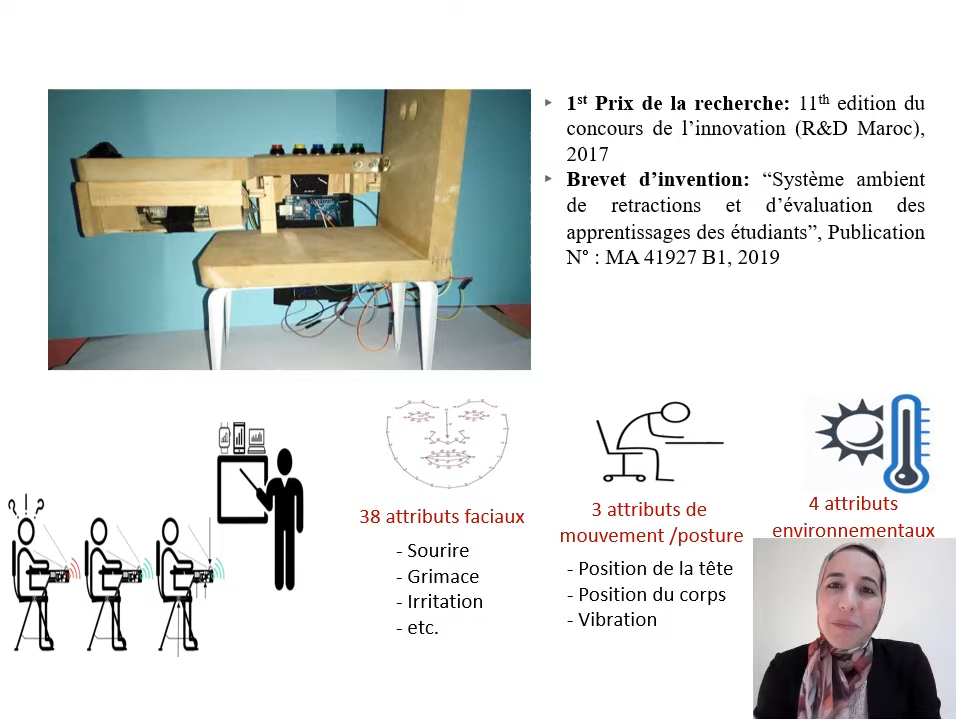 1st Prix de la recherche: 11th edition du
concours de l’innovation (R&D Maroc),
2017
Brevet d’invention: “Système ambient
de retractions et d’évaluation des
apprentissages des étudiants”, Publication
N° : MA 41927 B1, 2019
38 attributs faciaux
- Sourire
- Grimace
- Irritation
- etc.
3 attributs de
mouvement /posture
- Position de la tête
- Position du corps
- Vibration
4 attributs
environnementaux